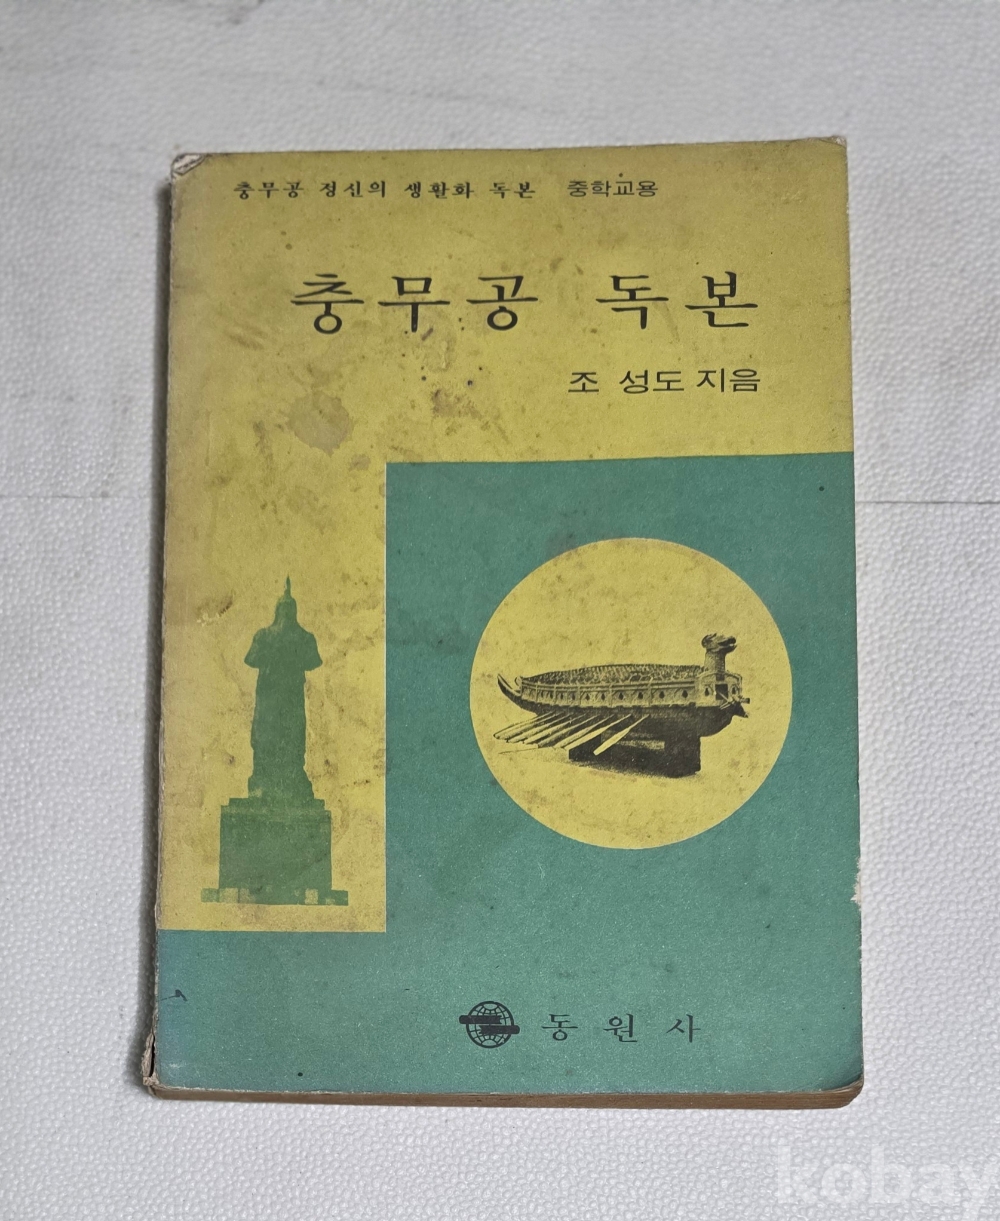 충무공 정신의 생활화 독본 중학교용
충무공 독본
조 성도 지음
동원사
kobay